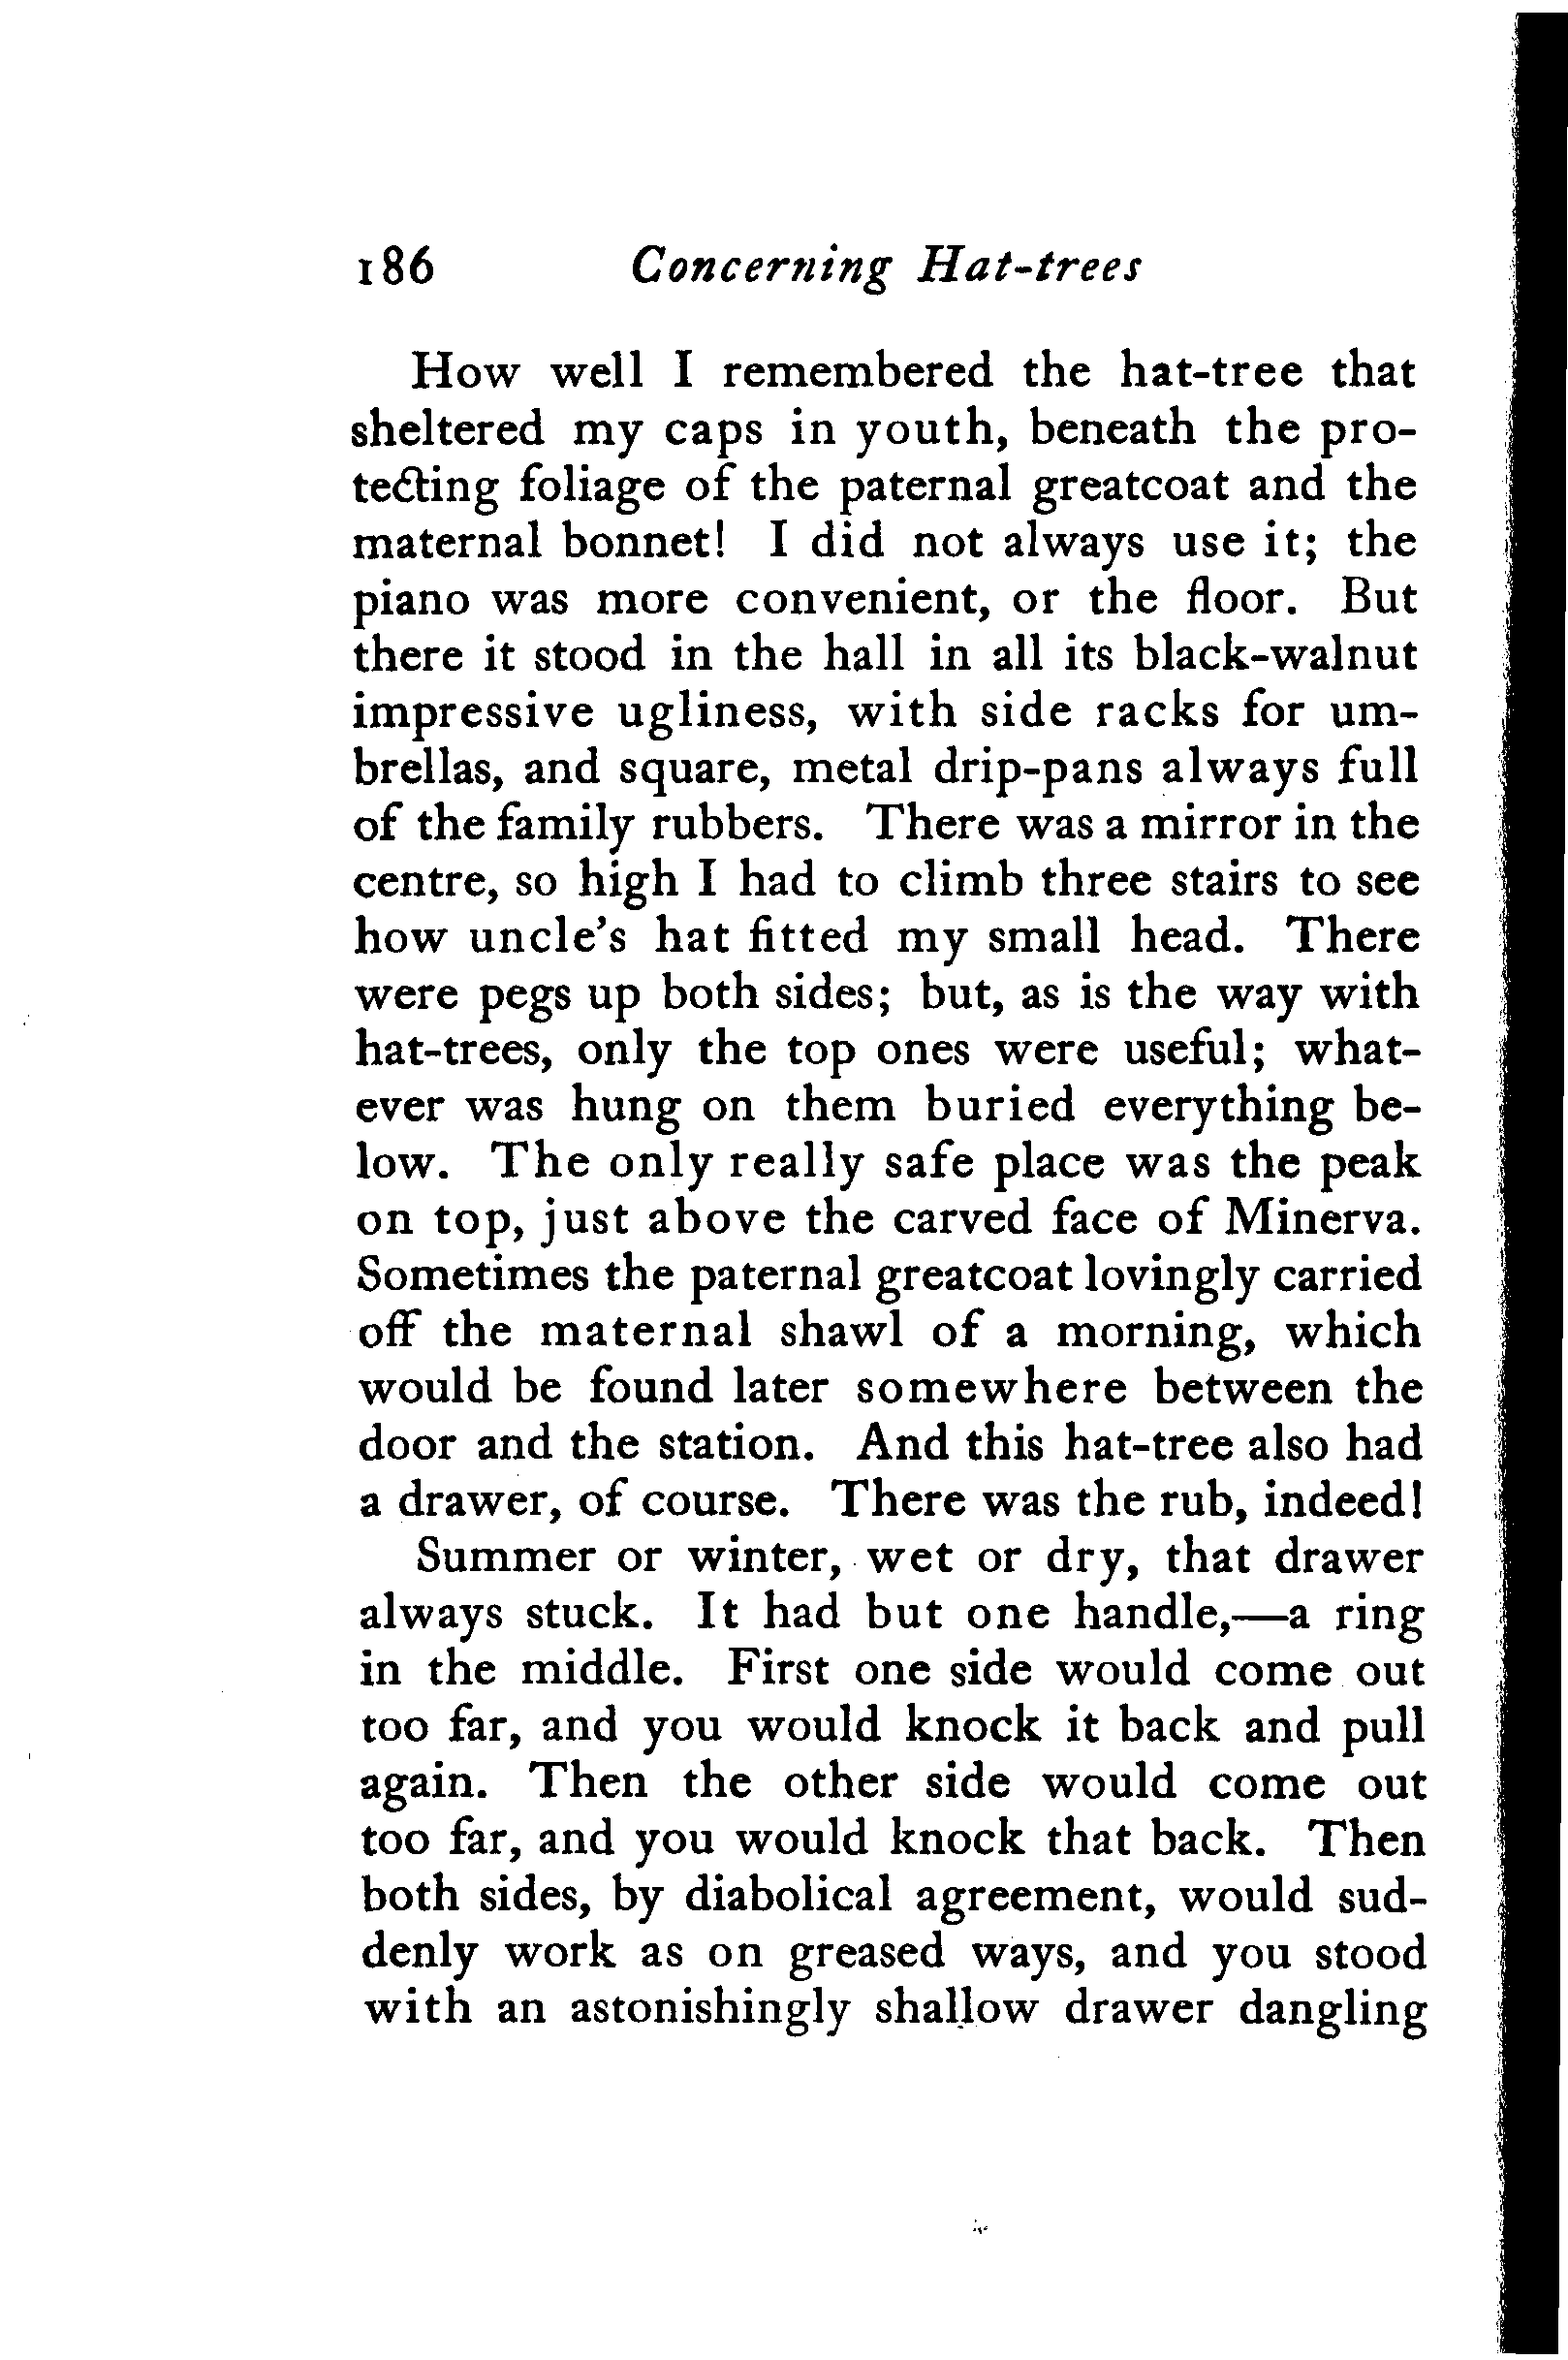 186 Concerning Hat-trees
How well I remembered the hat-tree that
sheltered my caps in youth, beneath the pro-
tecting foliage of the paternal greatcoat and the
maternal bonnet! I did not always use it; the
piano was more convenient, or the floor. But
there it stood in the hall in all its black-walnut
impressive ugliness, with side racks for um-
brellas, and square, metal drip-pans always full
of the family rubbers. There was a mirror in the
centre, so high I had to climb three stairs to see
how uncle's hat fitted my small head. There
were pegs up both sides; but, as is the way with
hat-trees, only the top ones were useful; what-
ever was hung on them buried everything be-
low. The only really safe place was the peak
on top, just above the carved face of Minerva.
Sometimes the paternal greatcoat lovingly carried
off the maternal shawl of a morning, which
would be found later somewhere between the
door and the station. And this hat-tree also had
a drawer, of course. There was the rub, indeed!
Summer or winter, wet or dry, that drawer
always stuck. It had but one handle,—a ring
in the middle. First one side would come out
too far, and you would knock it back and pull
again. Then the other side would come out
too far, and you would knock that back. Then
both sides, by diabolical agreement, would sud-
denly work as on greased ways, and you stood
with an astonishingly shallow drawer dangling